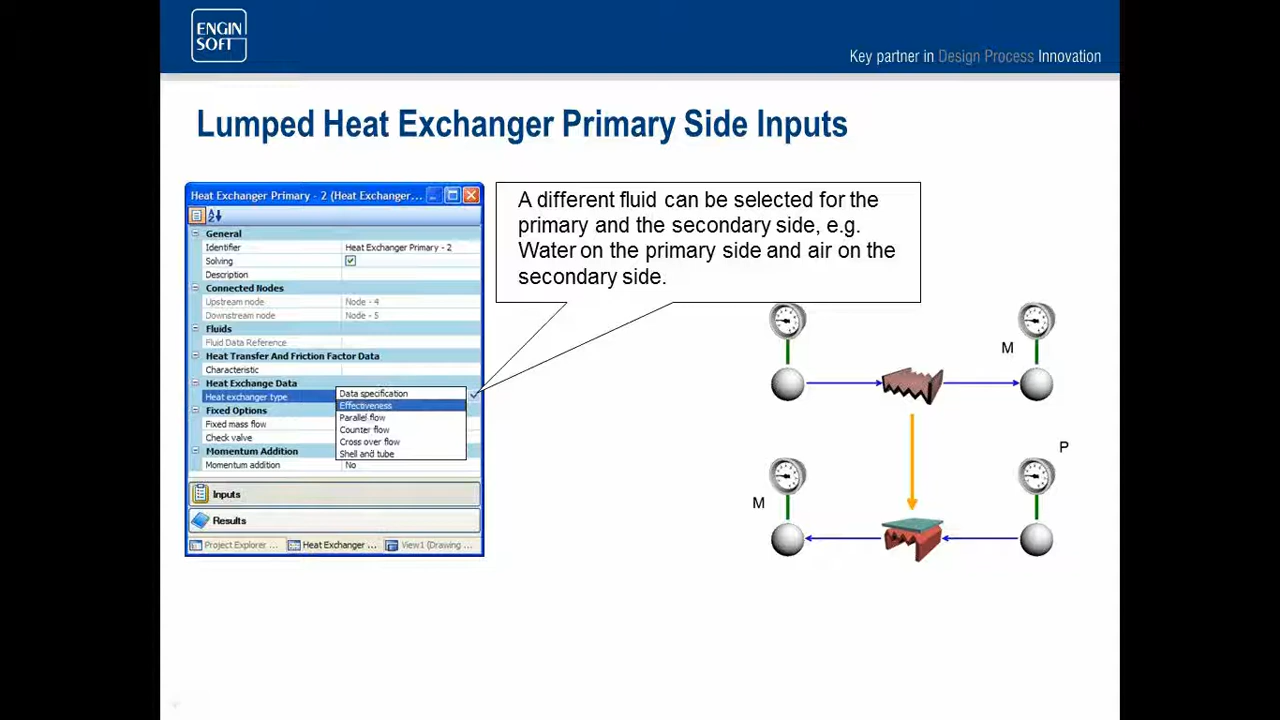 ENGIN
SOFT
Key partner in Design Process Innovation
Lumped Heat Exchanger Primary Side Inputs
Heat Exchanger Primary - 2 (Heat Exchanger...
General
Identifier Heat Exchanger Primary - 2
Solving
Description
Connected Nodes
Upstream node Node - 4
Downstream node Node - 5
Fluids
Fluid Data Reference
Heat Transfer And Friction Factor Data
Characteristic
Heat Exchange Data
Heat exchanger type
Data specification
Effectiveness
Parallel flow
Counter flow
Cross over flow
Shell and tube
Fixed Options
Fixed mass flow
Check valve
Momentum Addition
Momentum addition No
Inputs
Results
Project Explorer ... Heat Exchanger ... View1 (Drawing ...
A different fluid can be selected for the
primary and the secondary side, e.g.
Water on the primary side and air on the
secondary side.
M
P
M